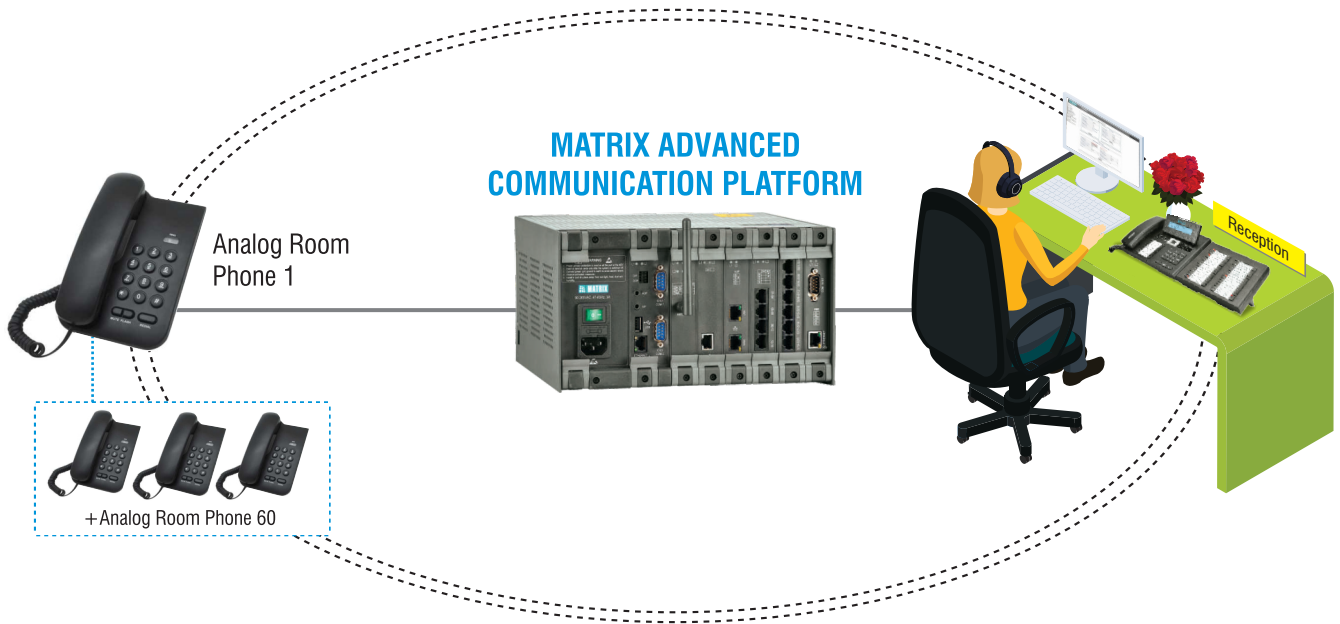 MATRIX ADVANCED
COMMUNICATION PLATFORM
Analog Room
Phone 1
MATRIX
Reception
+Analog Room Phone 60